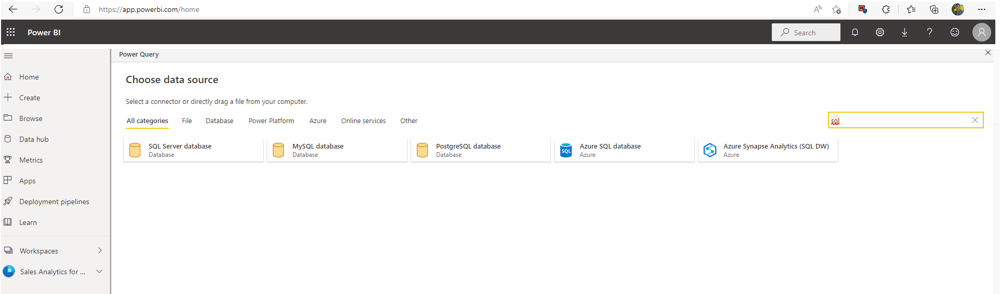 https://app.powerbi.com/home
Power BI
Search
Power Query
Home
Create
Browse
Data hub
Metrics
Apps
Deployment pipelines
Learn
Workspaces
Sales Analytics for ...
Choose data source
Select a connector or directly drag a file from your computer.
All categories File Database Power Platform Azure Online services Other
sql
SQL Server database
Database
MySQL database
Database
PostgreSQL database
Database
SQL
Azure SQL database
Azure
Azure Synapse Analytics (SQL DW)
Azure